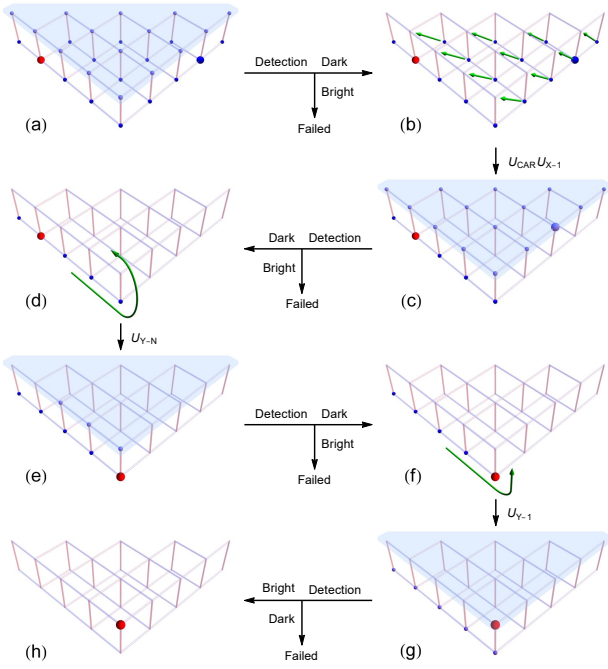 Detection Dark
Bright
Failed
(a)
(b)
U_CAR U_X-1
Dark Detection
Bright
Failed
(d)
(c)
U_Y-N
Detection Dark
Bright
Failed
(e)
(f)
U_Y-1
Bright Detection
Dark
Failed
(h)
(g)